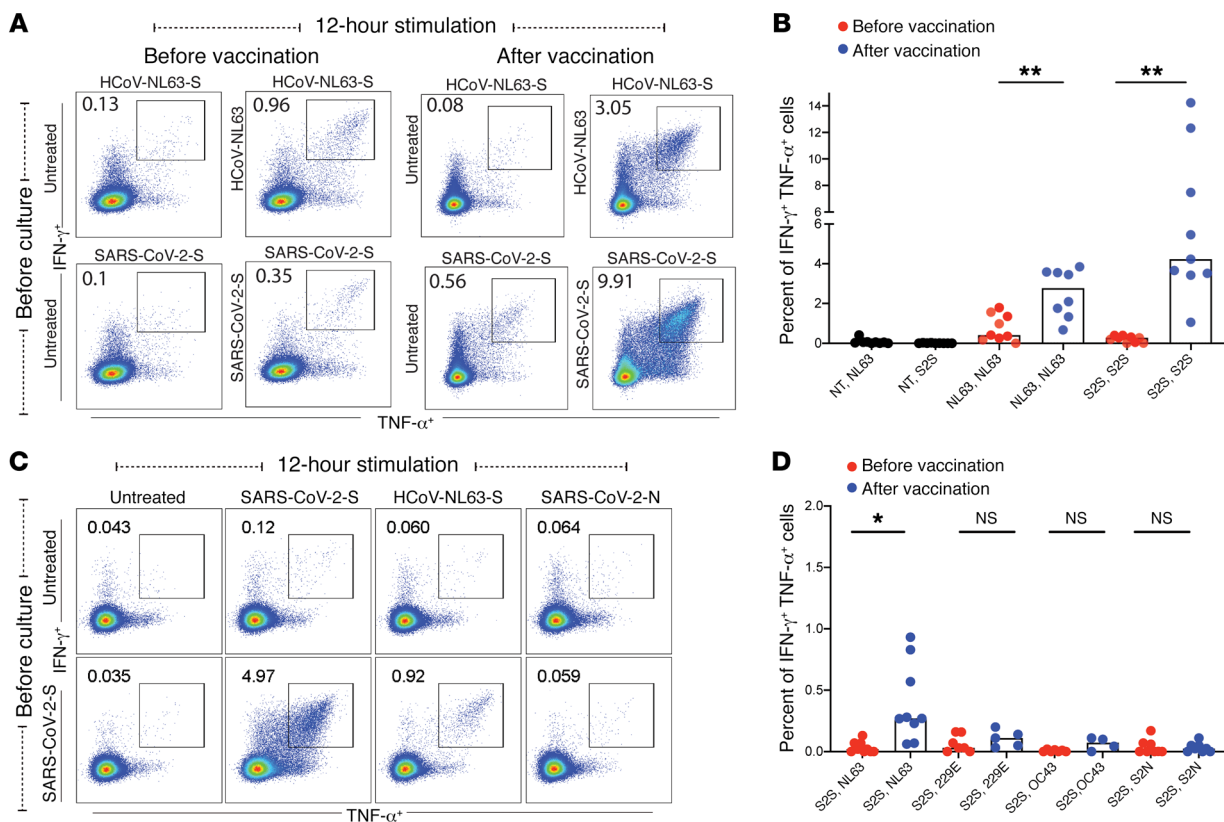 A
12-hour stimulation
Before vaccination
After vaccination
HCoV-NL63-S
HCoV-NL63-S
HCoV-NL63-S
HCoV-NL63-S
Before culture
IFN-γ+
Untreated
0.13
HCoV-NL63
0.96
Untreated
0.08
HCoV-NL63
3.05
SARS-CoV-2-S
SARS-CoV-2-S
SARS-CoV-2-S
SARS-CoV-2-S
Untreated
0.1
SARS-CoV-2-S
0.35
Untreated
0.56
SARS-CoV-2-S
9.91
TNF-α+
B
Before vaccination
After vaccination
**
**
Percent of IFN-γ+ TNF-α+ cells
14
12
10
8
6
6
4
2
0
NT, NL63
NT, S2S
NL63, NL63
NL63, NL63
S2S, S2S
S2S, S2S
C
12-hour stimulation
Untreated
SARS-CoV-2-S
HCoV-NL63-S
SARS-CoV-2-N
Before culture
IFN-γ+
Untreated
0.043
0.12
0.060
0.064
SARS-CoV-2-S
0.035
4.97
0.92
0.059
TNF-α+
D
Before vaccination
After vaccination
*
NS
NS
NS
Percent of IFN-γ+ TNF-α+ cells
2.0
1.5
1.0
0.5
0.0
S2S, NL63
S2S, NL63
S2S, 229E
S2S, 229E
S2S, OC43
S2S,OC43
S2S, S2N
S2S, S2N